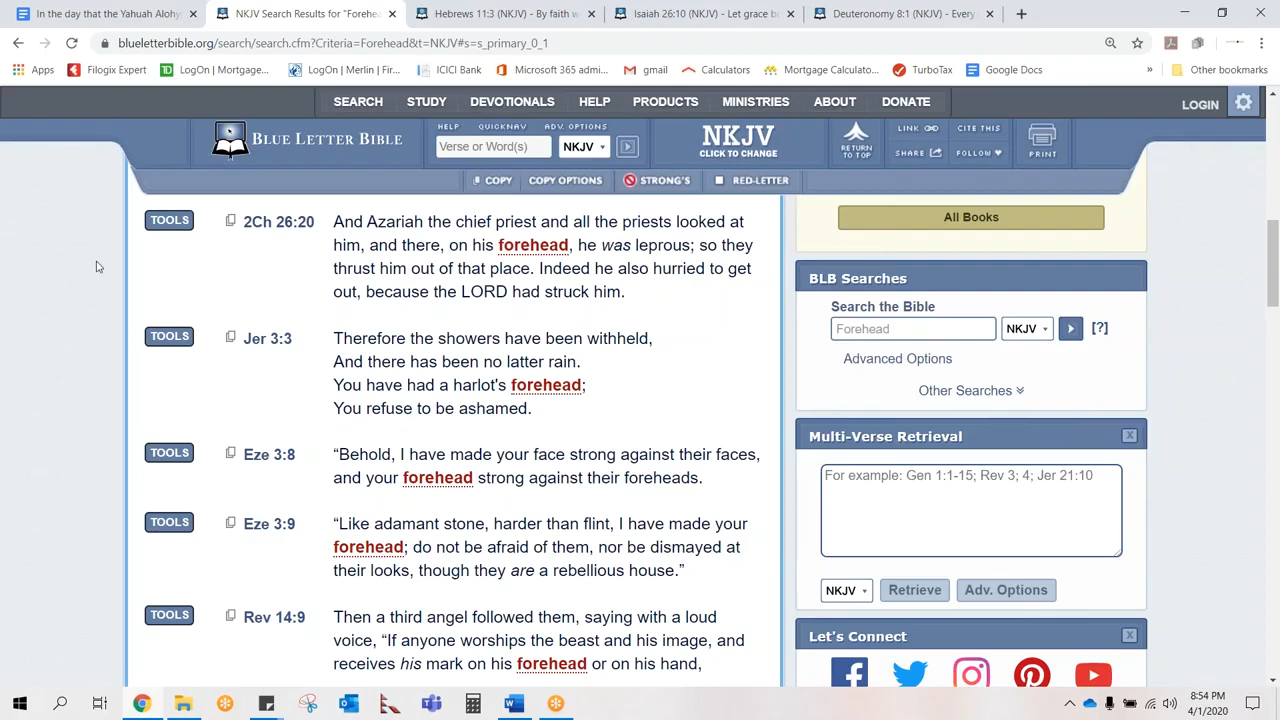 In the day that the Yahuah Alohy
NKJV Search Results for "Forehea
Hebrews 11:3 (NKJV) - By faith w
Isaiah 26:10 (NKJV) - Let grace b
Deuteronomy 8:1 (NKJV) - Every
blueletterbible.org/search/search.cfm?Criteria=Forehead&t=NKJV#s=s_primary_0_1
Apps
Filogix Expert
LogOn | Mortgage...
LogOn | Merlin | Fir...
ICICI Bank
Microsoft 365 admi...
gmail
Calculators
Mortgage Calculato...
TurboTax
Google Docs
»
Other bookmarks
SEARCH
STUDY
DEVOTIONALS
HELP
PRODUCTS
MINISTRIES
ABOUT
DONATE
LOGIN
BLUE LETTER BIBLE
HELP QUICKNAV ADV. OPTIONS
Verse or Word(s)
NKJV
NKJV
CLICK TO CHANGE
RETURN
TO TOP
LINK
CITE THIS
SHARE
FOLLOW
PRINT
COPY
COPY OPTIONS
STRONG'S
RED-LETTER
TOOLS
2Ch 26:20
And Azariah the chief priest and all the priests looked at
him, and there, on his forehead, he was leprous; so they
thrust him out of that place. Indeed he also hurried to get
out, because the LORD had struck him.
TOOLS
Jer 3:3
Therefore the showers have been withheld,
And there has been no latter rain.
You have had a harlot's forehead;
You refuse to be ashamed.
TOOLS
Eze 3:8
“Behold, I have made your face strong against their faces,
and your forehead strong against their foreheads.
TOOLS
Eze 3:9
“Like adamant stone, harder than flint, I have made your
forehead; do not be afraid of them, nor be dismayed at
their looks, though they are a rebellious house.”
TOOLS
Rev 14:9
Then a third angel followed them, saying with a loud
voice, “If anyone worships the beast and his image, and
receives his mark on his forehead or on his hand,
All Books
BLB Searches
Search the Bible
Forehead
NKJV
[?]
Advanced Options
Other Searches
Multi-Verse Retrieval
X
For example: Gen 1:1-15; Rev 3; 4; Jer 21:10
NKJV
Retrieve
Adv. Options
Let's Connect
X
8:54 PM
4/1/2020